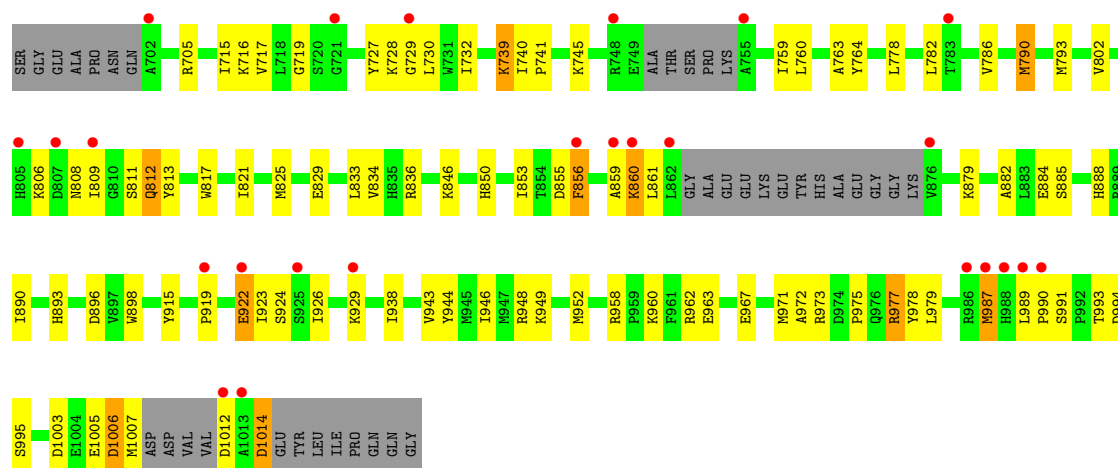 SER GLY GLU ALA PRO ASN GLN A702 R705 I715 K716 V717 L718 G719 S720 G721 Y727 K728 G729 L730 W731 I732 K739 I740 P741 K745 R748 E749 ALA THR SER PRO LYS A755 I759 L760 A763 Y764 L778 L782 T783 V786 M790 M793 V802
H805 K806 D807 N808 I809 G810 S811 Q812 Y813 W817 I821 M825 E829 L833 V834 H835 R836 K846 H850 I853 T854 D855 F856 A859 K860 L861 L862 GLY ALA GLU GLU LYS GLU TYR HIS ALA GLU GLY GLY LYS V876 K879 A882 L883 E884 S885 H888
I890 H893 D896 V897 W898 Y915 P919 E922 I923 S924 S925 I926 K929 I938 V943 Y944 M945 I946 M947 R948 K949 M952 R958 P959 K960 F961 R962 E963 E967 M971 A972 R973 D974 P975 Q976 R977 Y978 L979 R986 M987 H988 L989 P990 S991 P992 T993
S995 D1003 E1004 E1005 D1006 M1007 ASP ASP VAL VAL D1012 A1013 D1014 GLU TYR LEU ILE PRO GLN GLN GLY